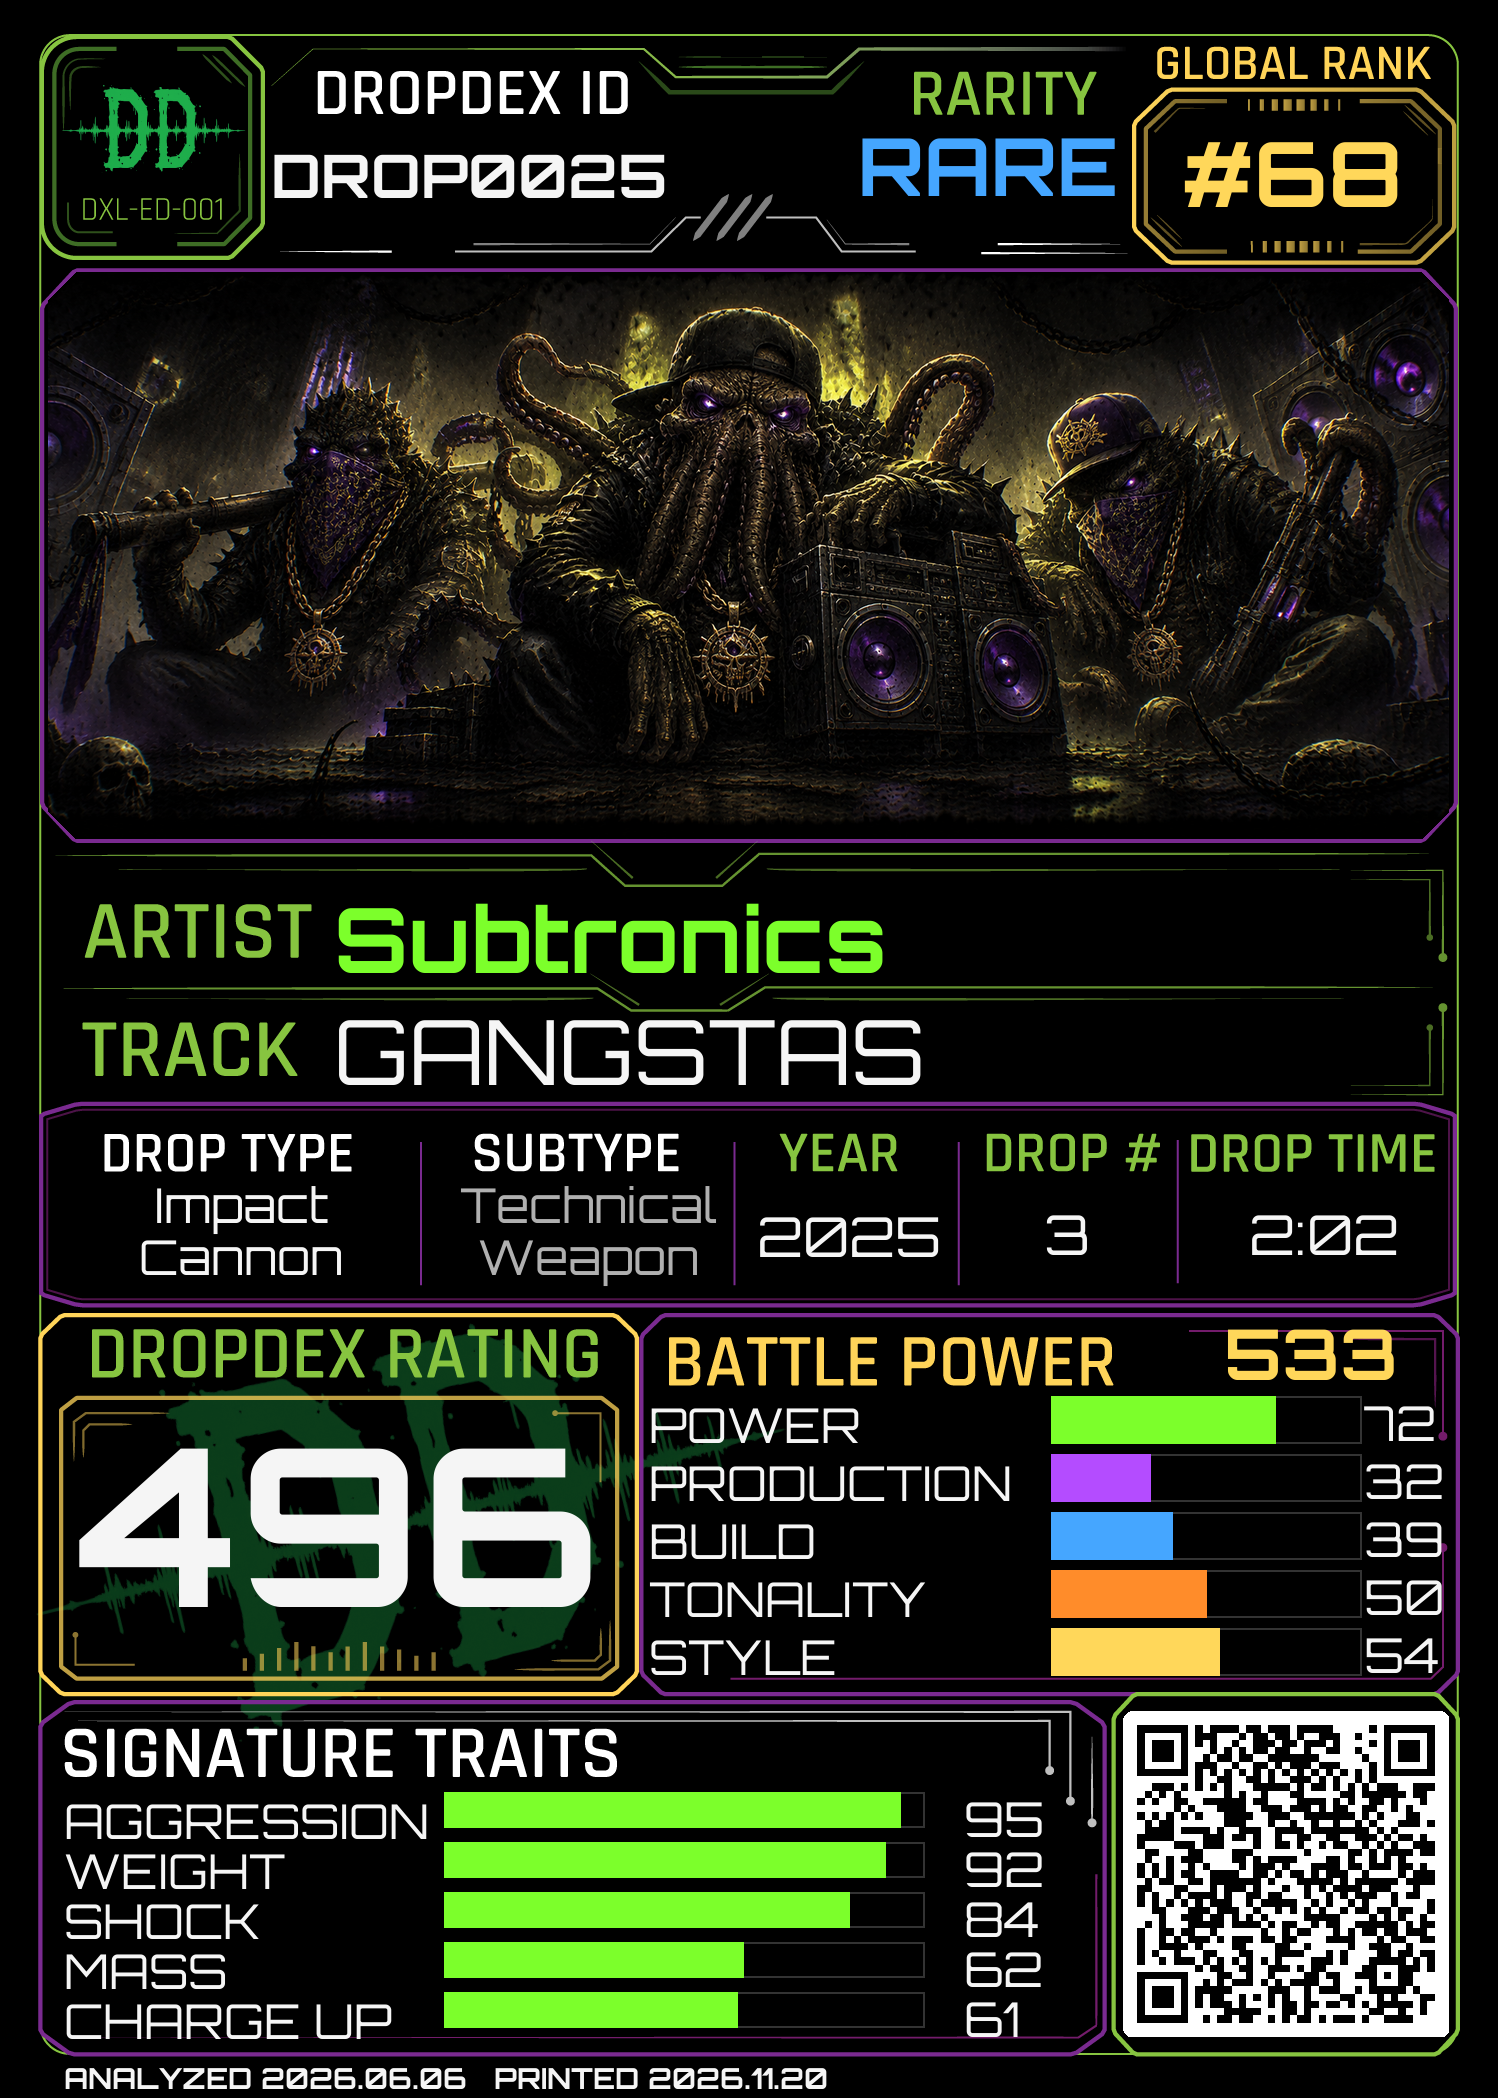 DD
DXL-ED-001
DROPDEX ID
DROP0025
RARITY
RARE
GLOBAL RANK
#68
ARTIST Subtronics
TRACK GANGSTAS
DROP TYPE
Impact
Cannon
SUBTYPE
Technical
Weapon
YEAR
2025
DROP #
3
DROP TIME
2:02
DROPDEX RATING
496
BATTLE POWER 533
POWER 72
PRODUCTION 32
BUILD 39
TONALITY 50
STYLE 54
SIGNATURE TRAITS
AGGRESSION 95
WEIGHT 92
SHOCK 84
MASS 62
CHARGE UP 61
ANALYZED 2026.06.06 PRINTED 2026.11.20